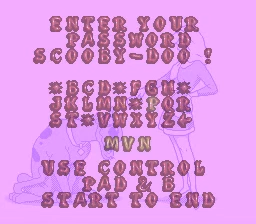 ENTER YOUR
PASSWORD
SCOOBY-DOO !
*BCD*FGH*
JKLMN*PQR
ST*VWXYZ←
MVN
USE CONTROL
PAD & B
START TO END